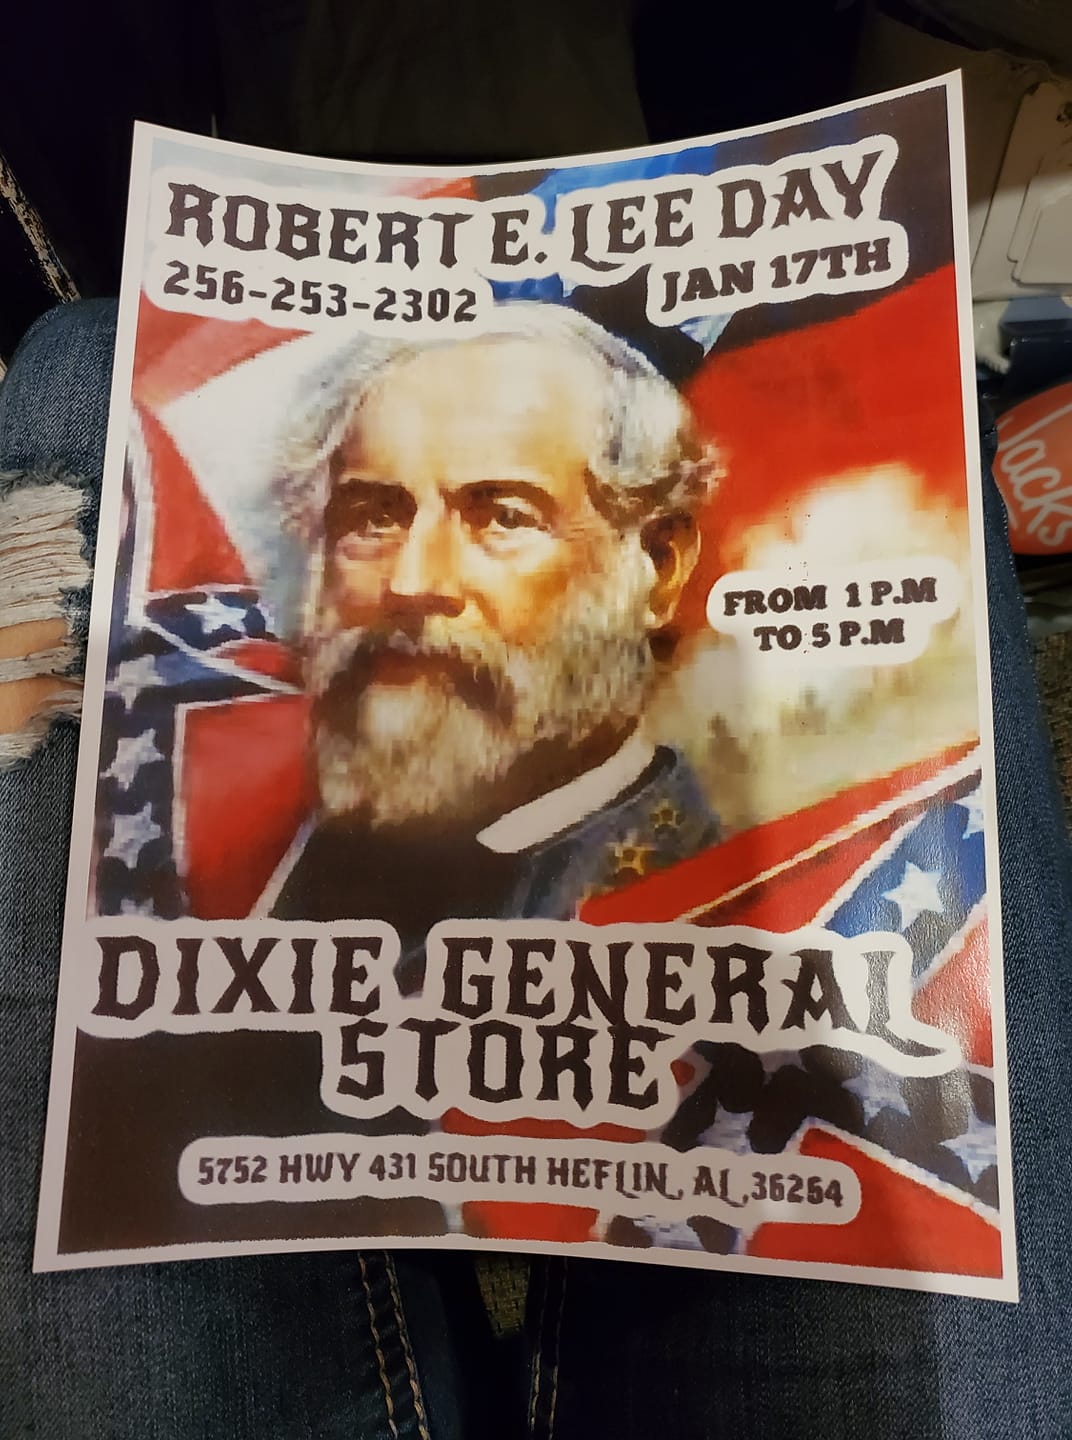 ROBERT E. LEE DAY
256-253-2302
JAN 17TH
FROM 1 P.M
TO 5 P.M
DIXIE GENERAL
STORE
5752 HWY 431 SOUTH HEFLIN, AL, 36264
Jack's